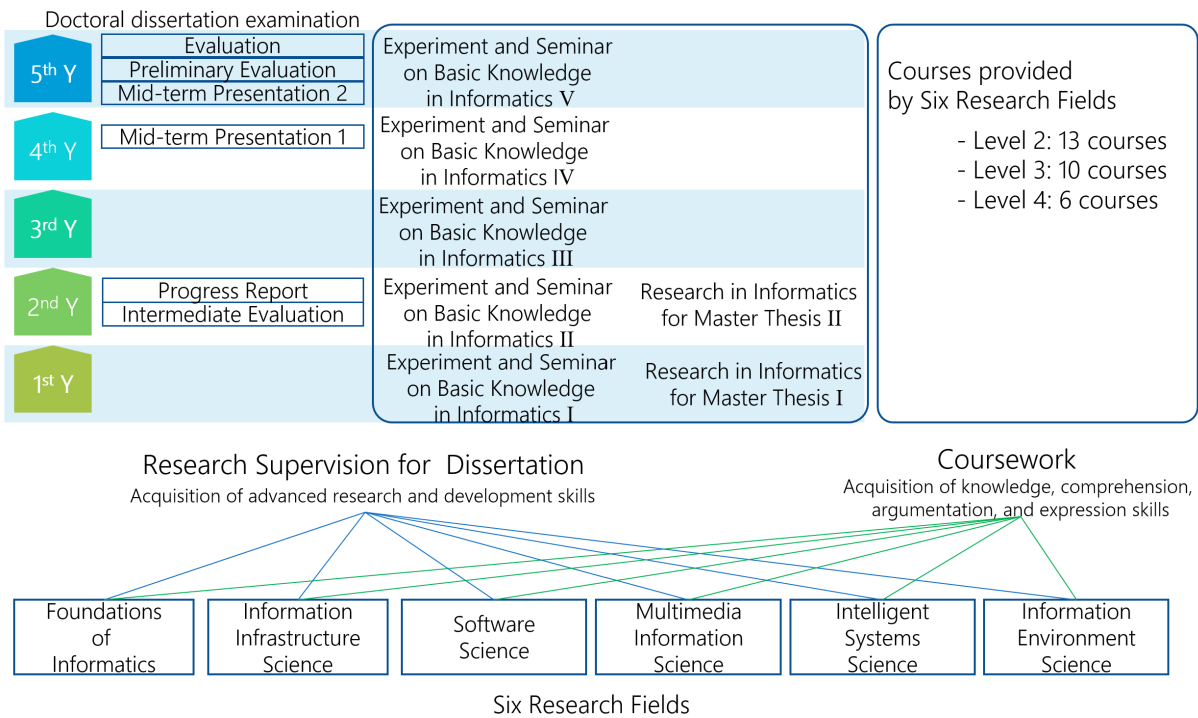 Doctoral dissertation examination
5th Y
Evaluation
Preliminary Evaluation
Mid-term Presentation 2
Experiment and Seminar
on Basic Knowledge
in Informatics V
4th Y
Mid-term Presentation 1
Experiment and Seminar
on Basic Knowledge
in Informatics IV
3rd Y
Experiment and Seminar
on Basic Knowledge
in Informatics III
2nd Y
Progress Report
Intermediate Evaluation
Experiment and Seminar
on Basic Knowledge
in Informatics II
Research in Informatics
for Master Thesis II
1st Y
Experiment and Seminar
on Basic Knowledge
in Informatics I
Research in Informatics
for Master Thesis I
Courses provided
by Six Research Fields
- Level 2: 13 courses
- Level 3: 10 courses
- Level 4: 6 courses
Research Supervision for Dissertation
Acquisition of advanced research and development skills
Coursework
Acquisition of knowledge, comprehension,
argumentation, and expression skills
Foundations
of
Informatics
Information
Infrastructure
Science
Software
Science
Multimedia
Information
Science
Intelligent
Systems
Science
Information
Environment
Science
Six Research Fields